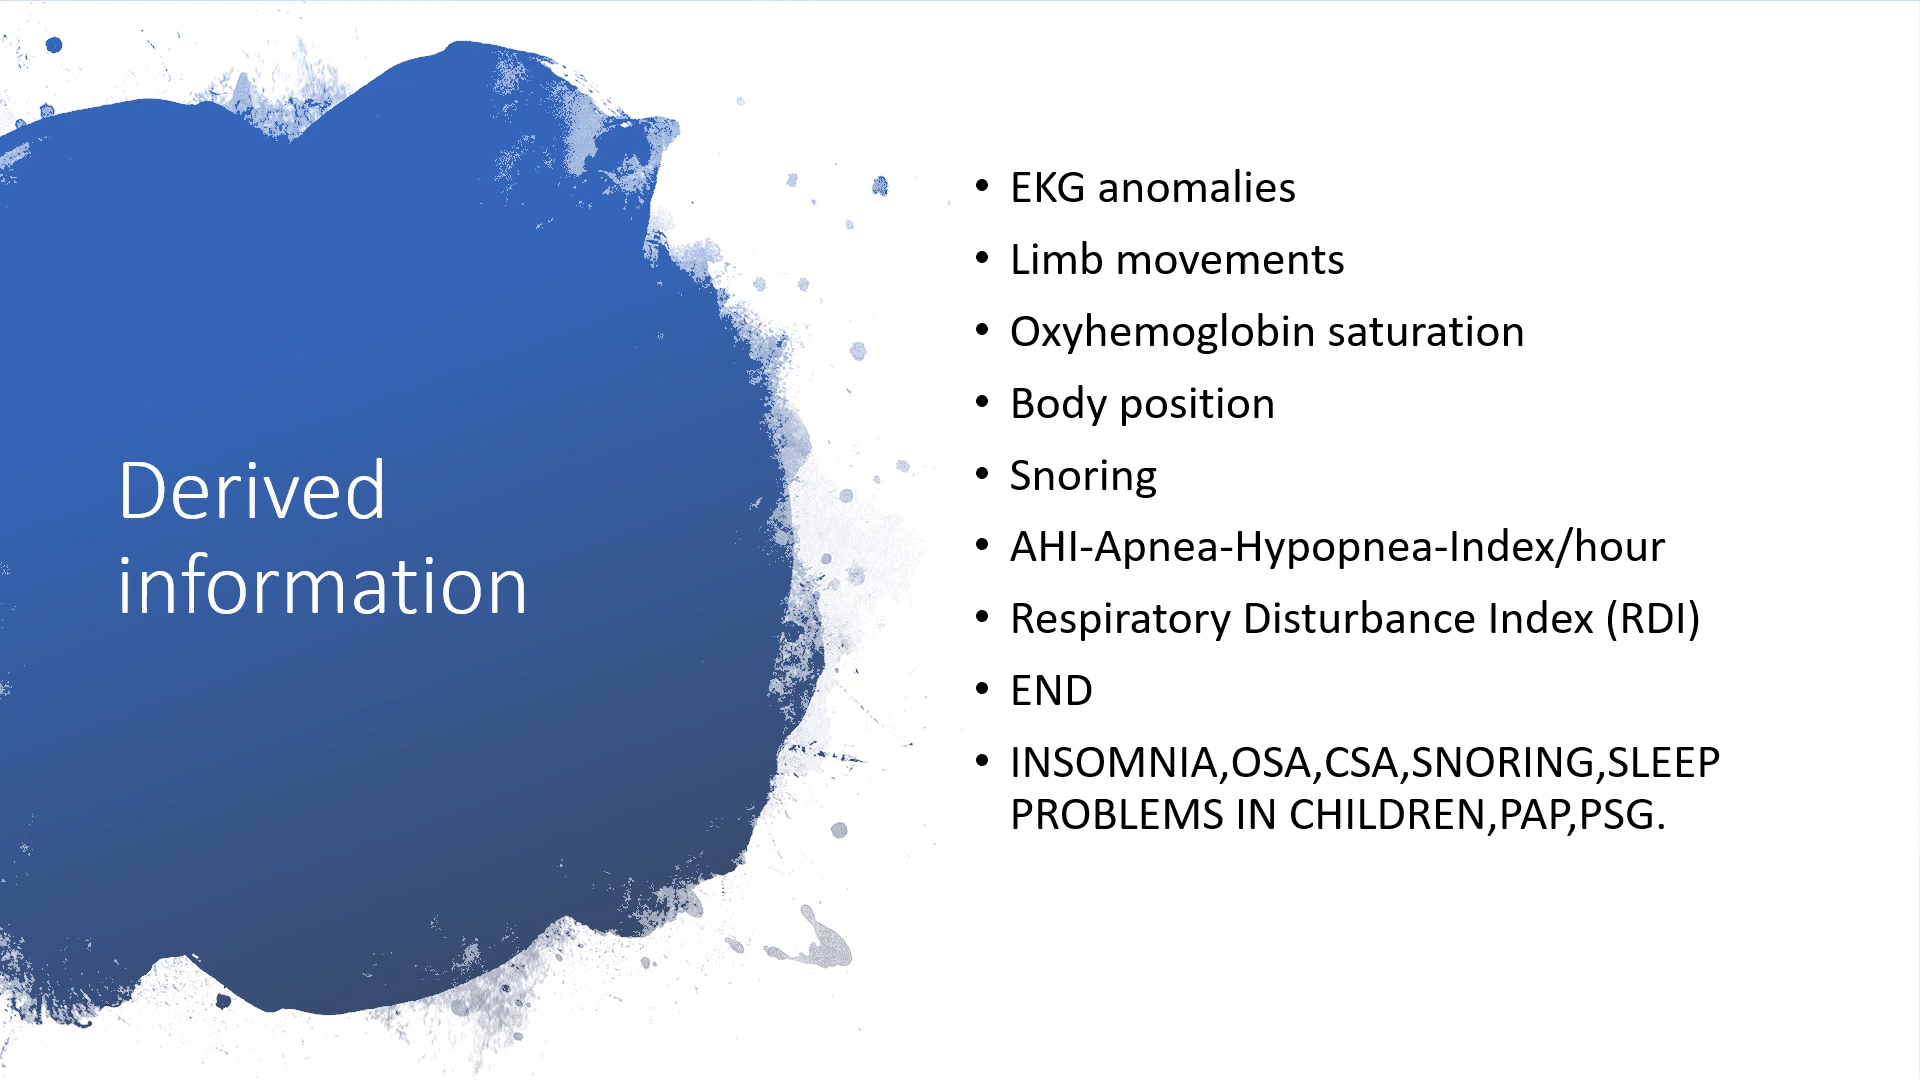 Derived
information
• EKG anomalies
• Limb movements
• Oxyhemoglobin saturation
• Body position
• Snoring
• AHI-Apnea-Hypopnea-Index/hour
• Respiratory Disturbance Index (RDI)
• END
• INSOMNIA,OSA,CSA,SNORING,SLEEP
PROBLEMS IN CHILDREN,PAP,PSG.